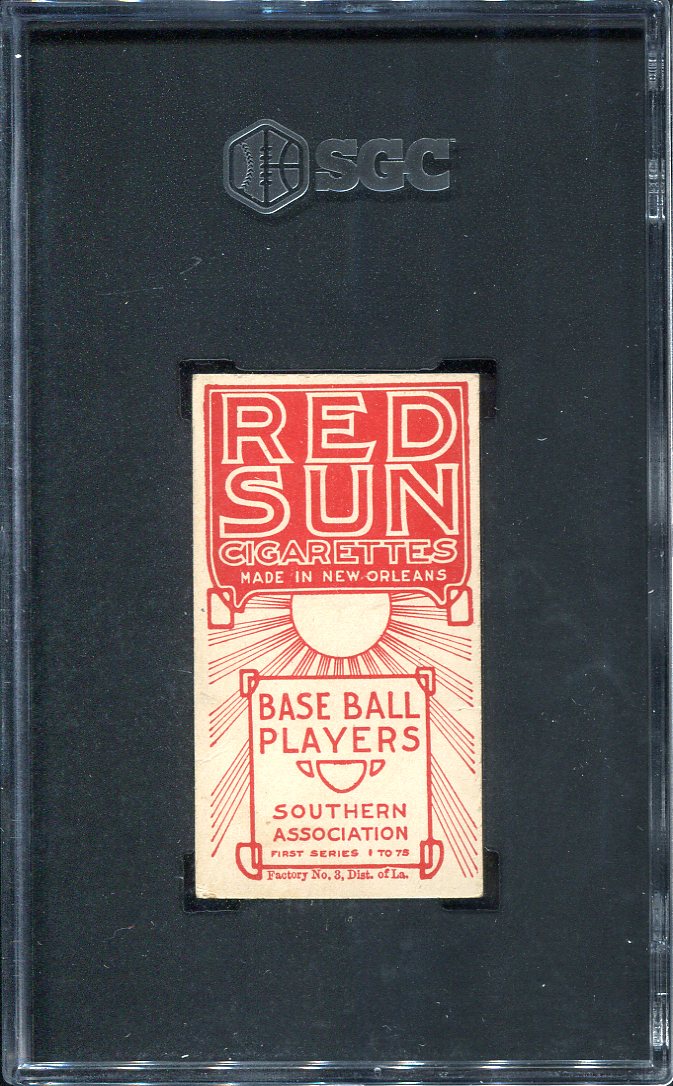 SGC
RED
SUN
CIGARETTES
MADE IN NEW ORLEANS
BASE BALL
PLAYERS
SOUTHERN
ASSOCIATION
FIRST SERIES 1 TO 75
Factory No. 3, Dist. of La.